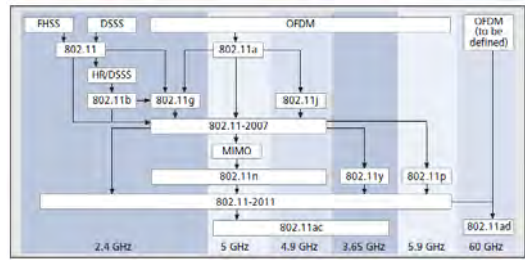 FHSS DSSS OFDM OFDM
(to be
defined)
802.11 802.11a
HR/DSSS
802.11b 802.11g 802.11j
802.11-2007
MIMO
802.11n 802.11y 802.11p
802.11-2011
802.11ac 802.11ad
2.4 GHz 5 GHz 4.9 GHz 3.65 GHz 5.9 GHz 60 GHz